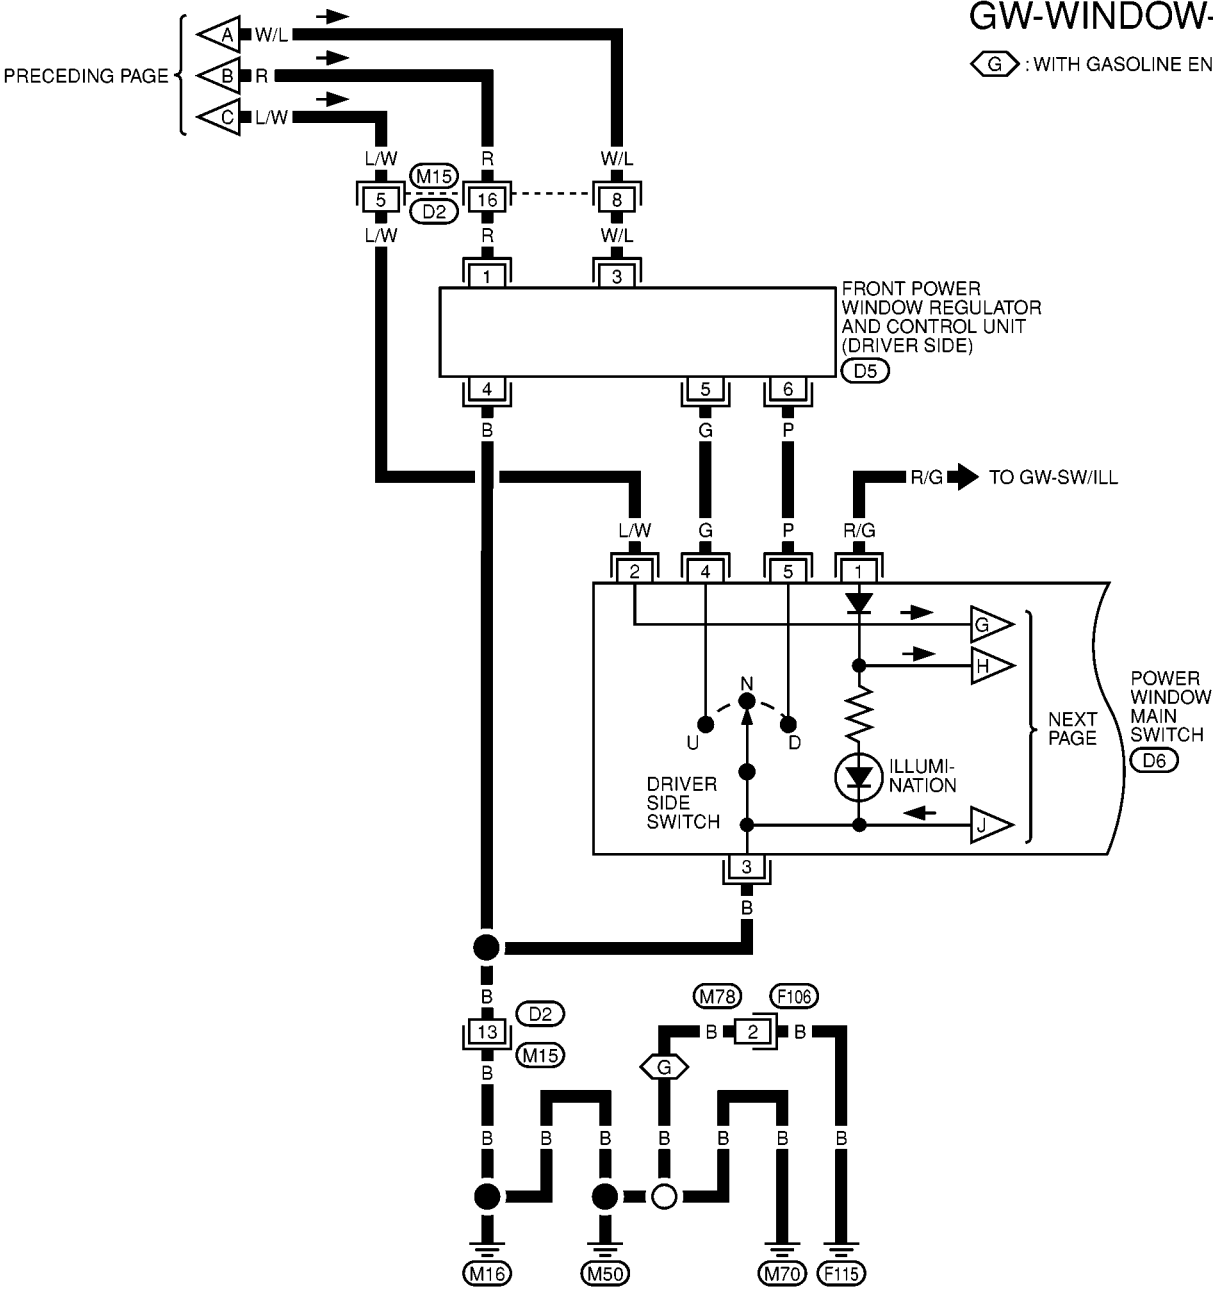 GW-WINDOW-
G : WITH GASOLINE EN
PRECEDING PAGE
A W/L
B R
C L/W
L/W R W/L
M15
5 16 8
D2
L/W R W/L
1 3
FRONT POWER
WINDOW REGULATOR
AND CONTROL UNIT
(DRIVER SIDE)
D5
4 5 6
B G P
R/G TO GW-SW/ILL
L/W G P R/G
2 4 5 1
G
H
N
U D
NEXT
PAGE
POWER
WINDOW
MAIN
SWITCH
D6
ILLUMI-
NATION
DRIVER
SIDE
SWITCH
J
3
B
B
M78 F106
D2
13
B 2 B
M15
G
B
B B B B B B B
M16 M50 M70 F115